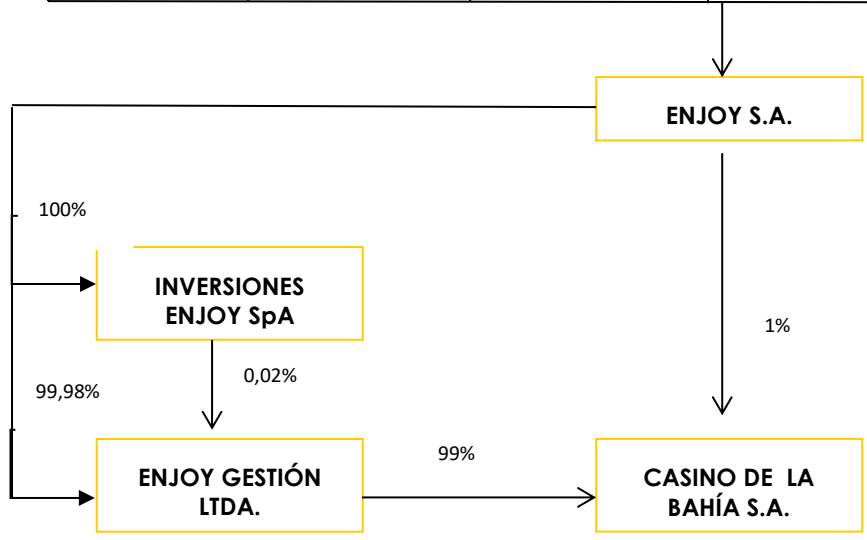 ENJOY S.A.
100%
INVERSIONES
ENJOY SpA
1%
0,02%
99,98%
99%
ENJOY GESTIÓN
LTDA.
CASINO DE LA
BAHÍA S.A.